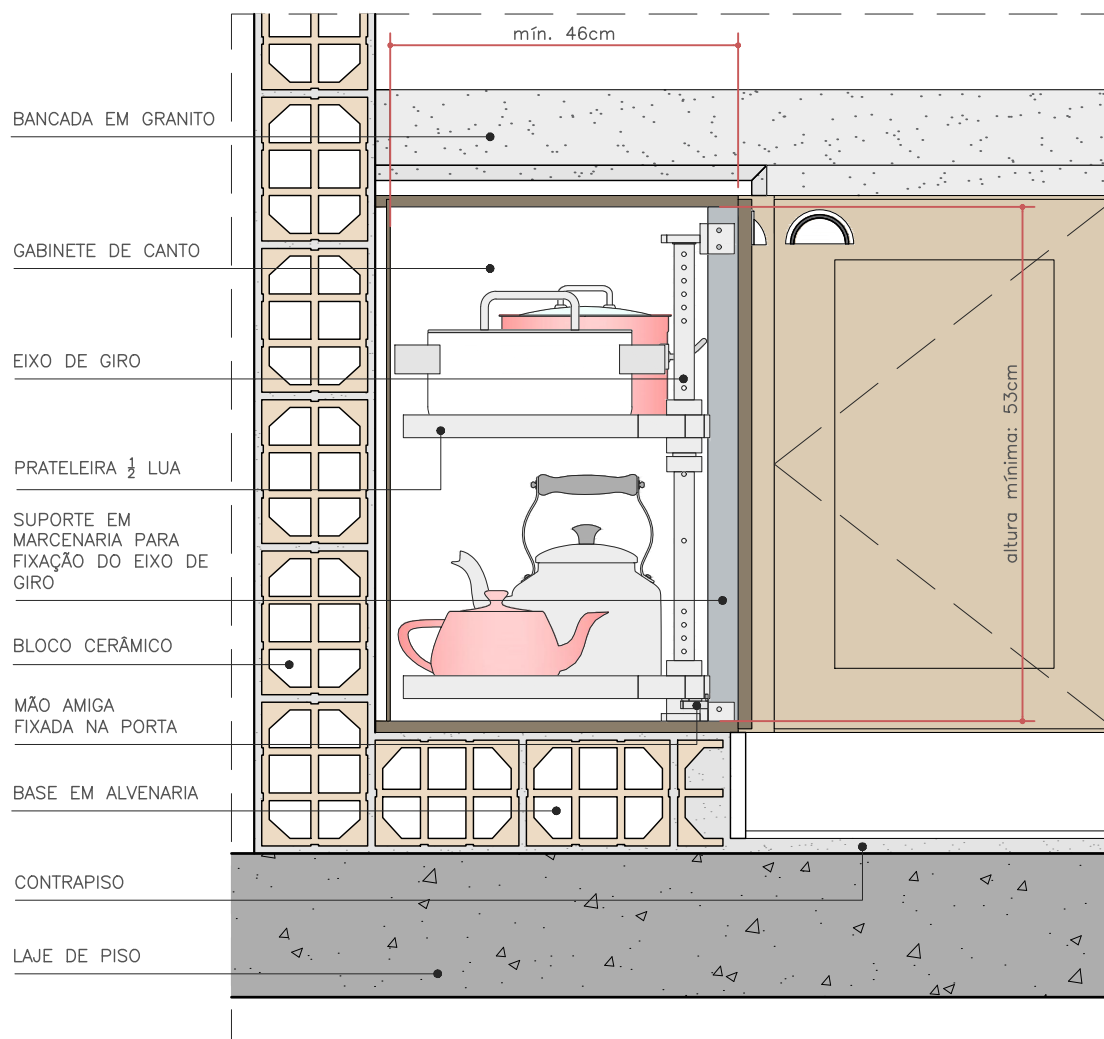 mín. 46cm
BANCADA EM GRANITO
GABINETE DE CANTO
EIXO DE GIRO
altura mínima: 53cm
PRATELEIRA ½ LUA
SUPORTE EM
MARCENARIA PARA
FIXAÇÃO DO EIXO DE
GIRO
BLOCO CERÂMICO
MÃO AMIGA
FIXADA NA PORTA
BASE EM ALVENARIA
CONTRAPISO
LAJE DE PISO